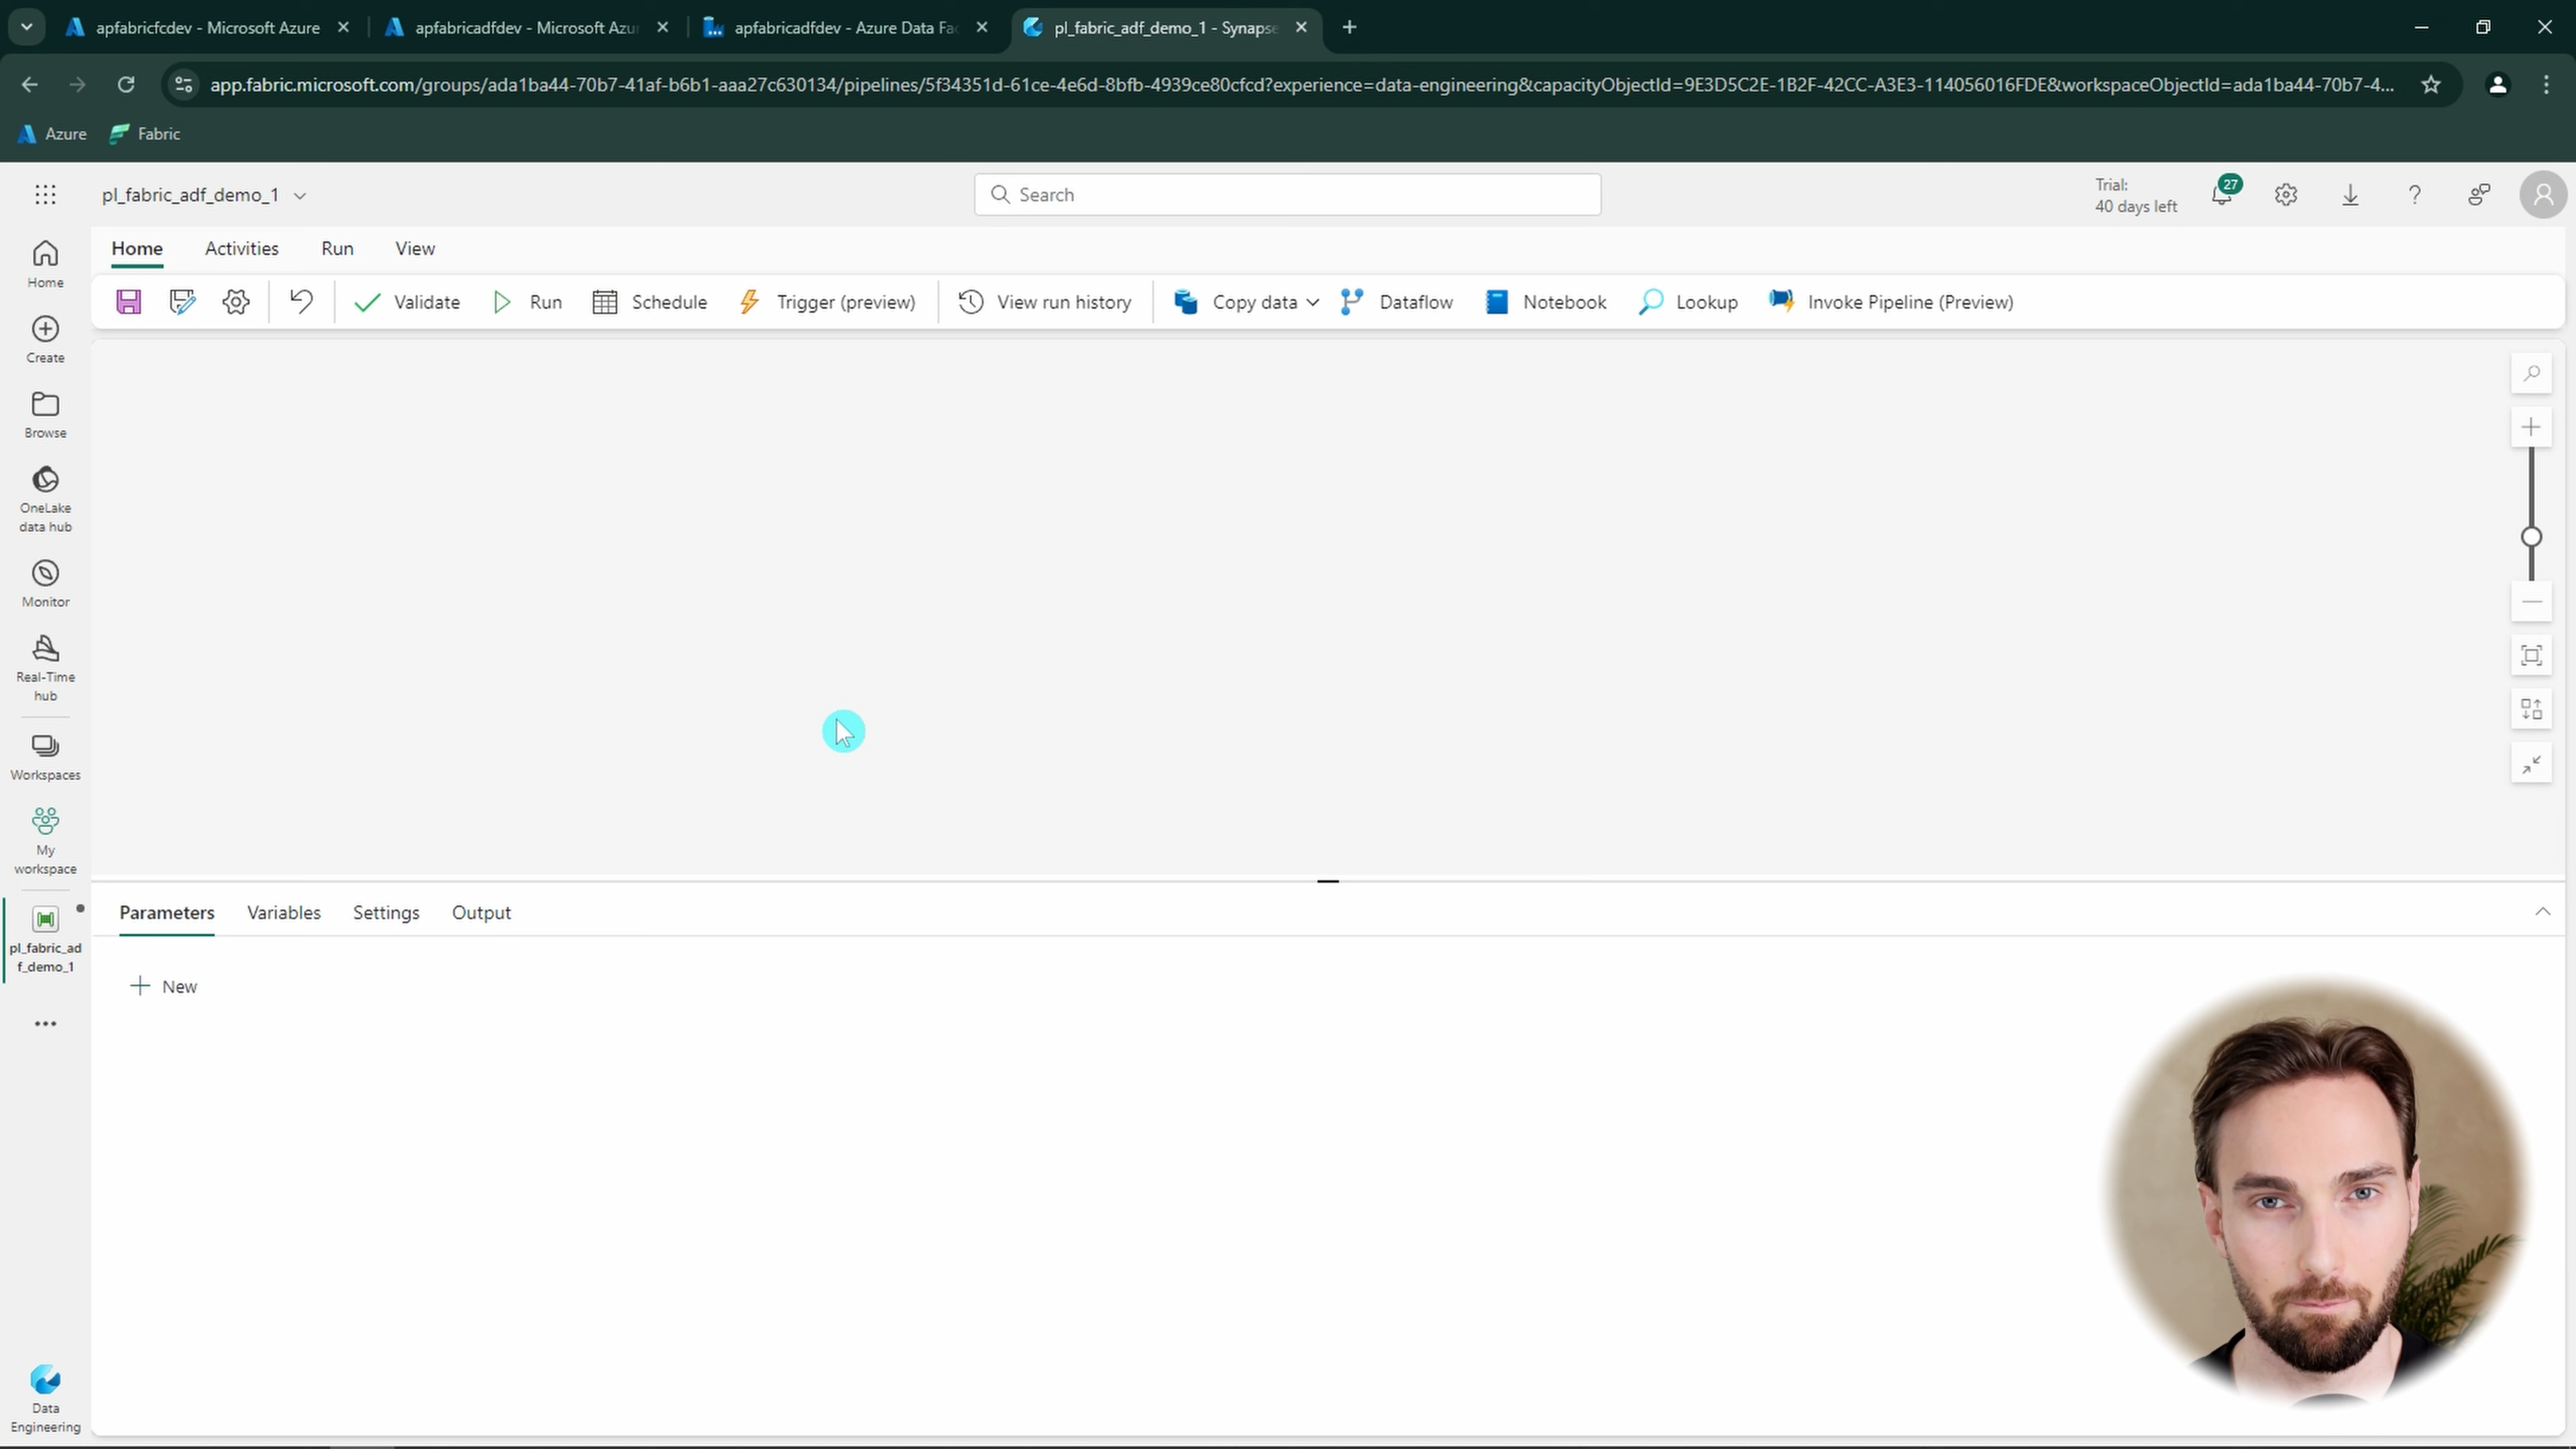 apfabricfcdev - Microsoft Azure
apfabricadfdev - Microsoft Azu
apfabricadfdev - Azure Data Fac
pl_fabric_adf_demo_1 - Synapse
app.fabric.microsoft.com/groups/ada1ba44-70b7-41af-b6b1-aaa27c630134/pipelines/5f34351d-61ce-4e6d-8bfb-4939ce80cfcd?experience=data-engineering&capacityObjectId=9E3D5C2E-1B2F-42CC-A3E3-114056016FDE&workspaceObjectId=ada1ba44-70b7-4...
Azure
Fabric
pl_fabric_adf_demo_1
Search
Trial:
40 days left
27
Home
Activities
Run
View
Validate
Run
Schedule
Trigger (preview)
View run history
Copy data
Dataflow
Notebook
Lookup
Invoke Pipeline (Preview)
Home
Create
Browse
OneLake
data hub
Monitor
Real-Time
hub
Workspaces
My
workspace
pl_fabric_ad
f_demo_1
Data
Engineering
Parameters
Variables
Settings
Output
New